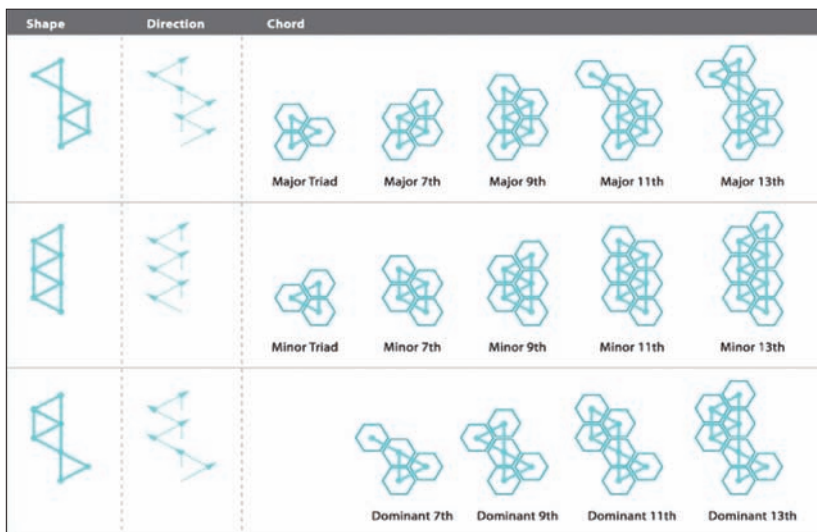 Shape Direction Chord
Major Triad Major 7th Major 9th Major 11th Major 13th
Minor Triad Minor 7th Minor 9th Minor 11th Minor 13th
Dominant 7th Dominant 9th Dominant 11th Dominant 13th